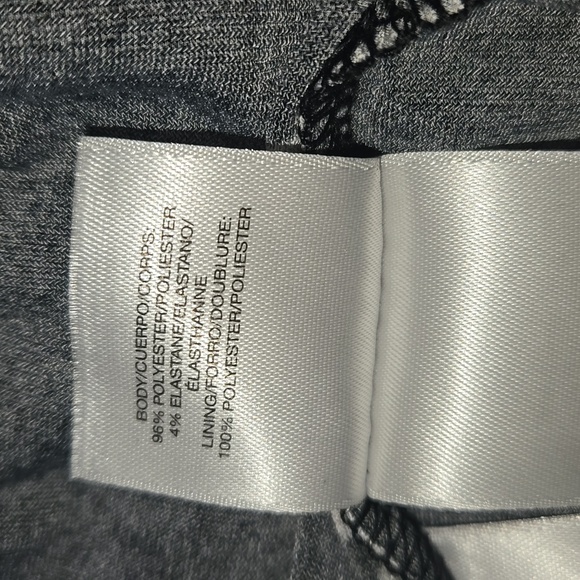 BODY/CUERPO/CORPS:
96% POLYESTER/POLIESTER
4% ELASTANE/ELASTANO/
ÉLASTHANNE
LINING/FORRO/DOUBLURE:
100% POLYESTER/POLIESTER